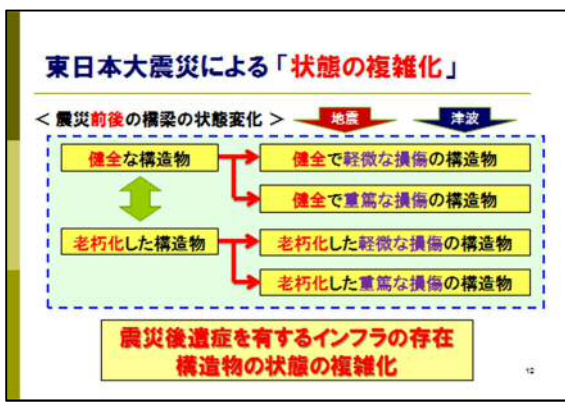 東日本大震災による「状態の複雑化」
＜ 震災前後の橋梁の状態変化 ＞
地震
津波
健全な構造物
健全で軽微な損傷の構造物
健全で重篤な損傷の構造物
老朽化した構造物
老朽化した軽微な損傷の構造物
老朽化した重篤な損傷の構造物
震災後遺症を有するインフラの存在
構造物の状態の複雑化
12